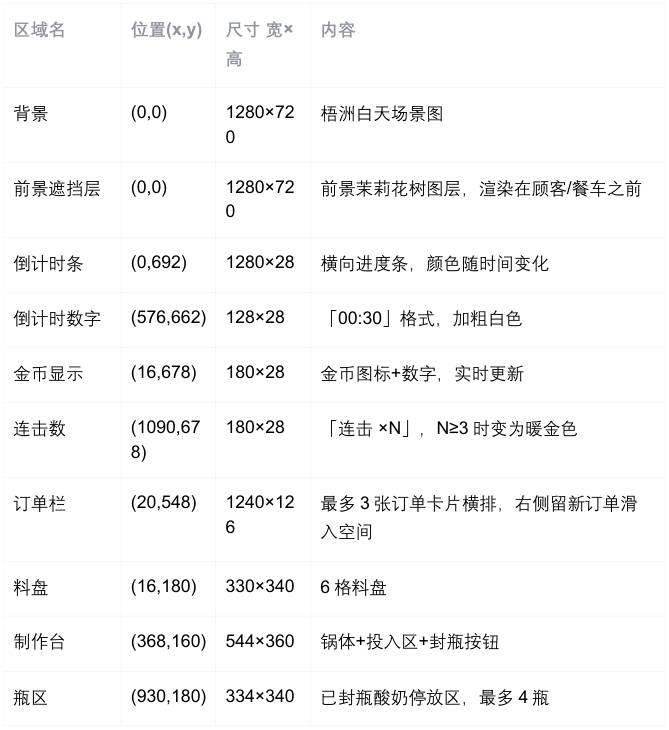 区域名 位置(x,y) 尺寸 宽× 内容
高
背景 (0,0) 1280×72 梧洲白天场景图
0
前景遮挡层 (0,0) 1280×72 前景茉莉花树图层，渲染在顾客/餐车之前
0
倒计时条 (0,692) 1280×28 横向进度条，颜色随时间变化
倒计时数字 (576,662) 128×28 「00:30」格式，加粗白色
金币显示 (16,678) 180×28 金币图标+数字，实时更新
连击数 (1090,67 180×28 「连击 ×N」，N≥3 时变为暖金色
8)
订单栏 (20,548) 1240×12 最多 3 张订单卡片横排，右侧留新订单滑
6 入空间
料盘 (16,180) 330×340 6 格料盘
制作台 (368,160) 544×360 锅体+投入区+封瓶按钮
瓶区 (930,180) 334×340 已封瓶酸奶停放区，最多 4 瓶